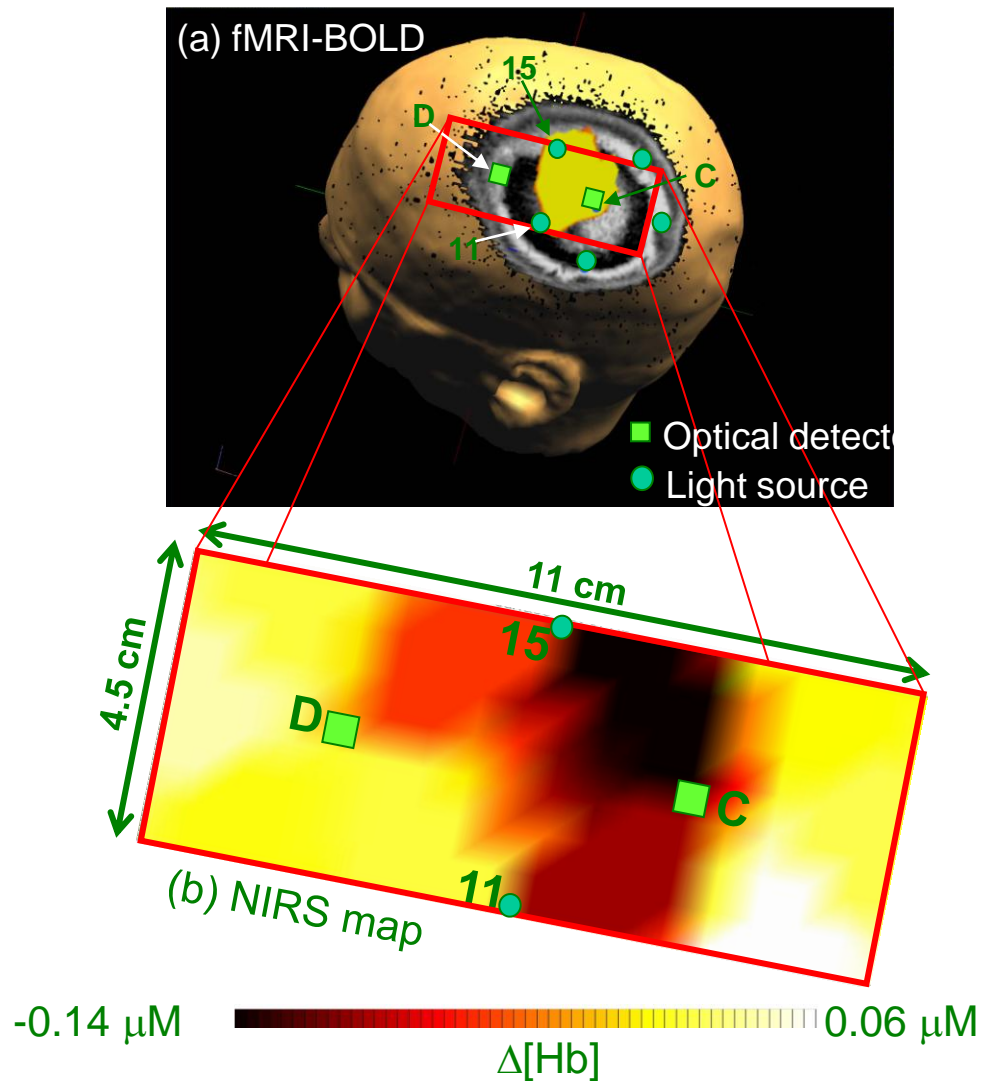 (a) fMRI-BOLD
15
D
C
11
Optical detecto
Light source
11 cm
4.5 cm
15
D
C
11
(b) NIRS map
-0.14 μM
0.06 μM
Δ[Hb]